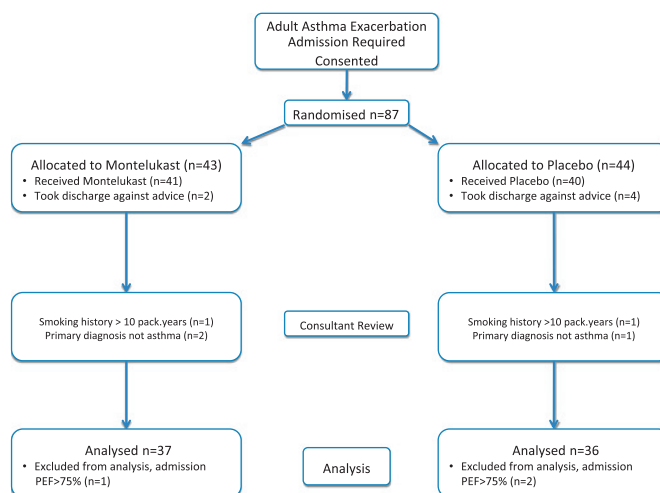 Adult Asthma Exacerbation
Admission Required
Consented
Randomised n=87
Allocated to Montelukast (n=43)
• Received Montelukast (n=41)
• Took discharge against advice (n=2)
Allocated to Placebo (n=44)
• Received Placebo (n=40)
• Took discharge against advice (n=4)
Smoking history > 10 pack.years (n=1)
Primary diagnosis not asthma (n=2)
Consultant Review
Smoking history >10 pack.years (n=1)
Primary diagnosis not asthma (n=1)
Analysed n=37
• Excluded from analysis, admission
PEF>75% (n=1)
Analysis
Analysed n=36
• Excluded from analysis, admission
PEF>75% (n=2)